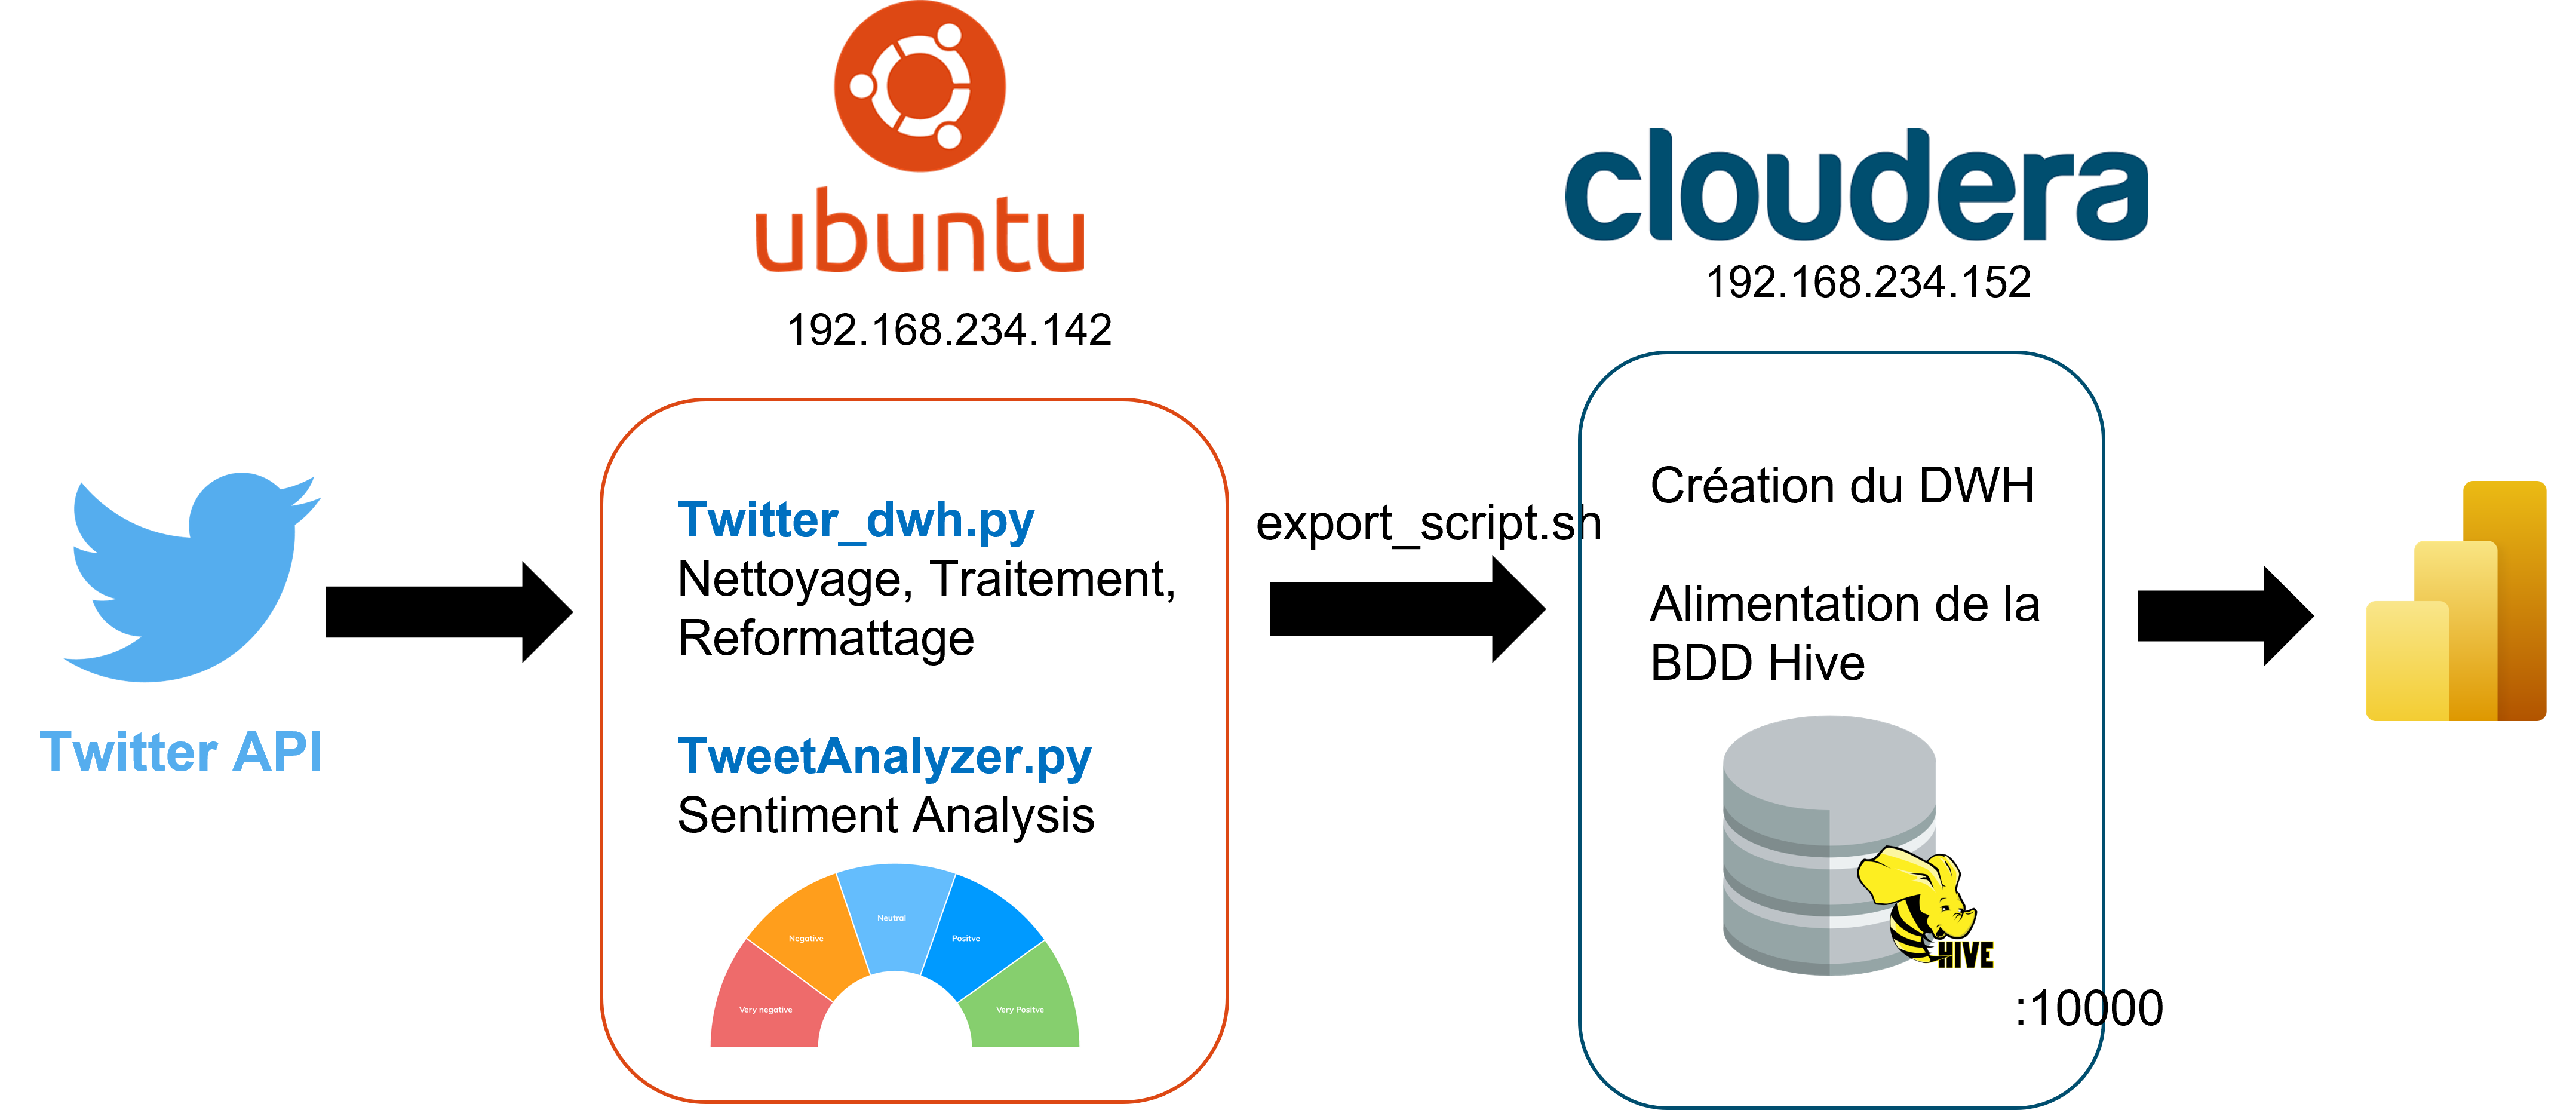 ubuntu
192.168.234.142
cloudera
192.168.234.152
Twitter API
Twitter_dwh.py
Nettoyage, Traitement,
Reformattage
TweetAnalyzer.py
Sentiment Analysis
Very negative
Negative
Neutral
Positve
Very Positve
export_script.sh
Création du DWH
Alimentation de la
BDD Hive
HIVE
:10000